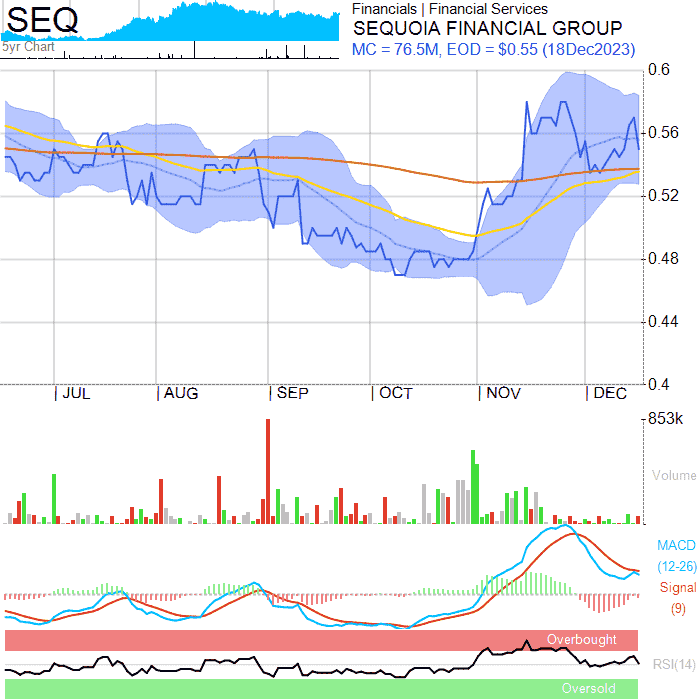 SEQ
5yr Chart
Financials | Financial Services
SEQUOIA FINANCIAL GROUP
MC = 76.5M, EOD = $0.55 (18Dec2023)
0.6
0.56
0.52
0.48
0.44
0.4
JUL AUG SEP OCT NOV DEC
853k
Volume
MACD
(12-26)
Signal
(9)
Overbought
RSI(14)
Oversold